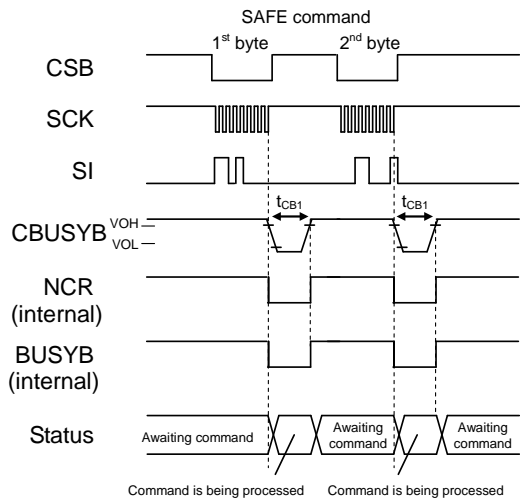 SAFE command
1st byte
2nd byte
CSB
SCK
SI
tCB1
tCB1
CBUSYB
VOH
VOL
NCR
(internal)
BUSYB
(internal)
Status
Awaiting command
Awaiting
command
Awaiting
command
Command is being processed
Command is being processed